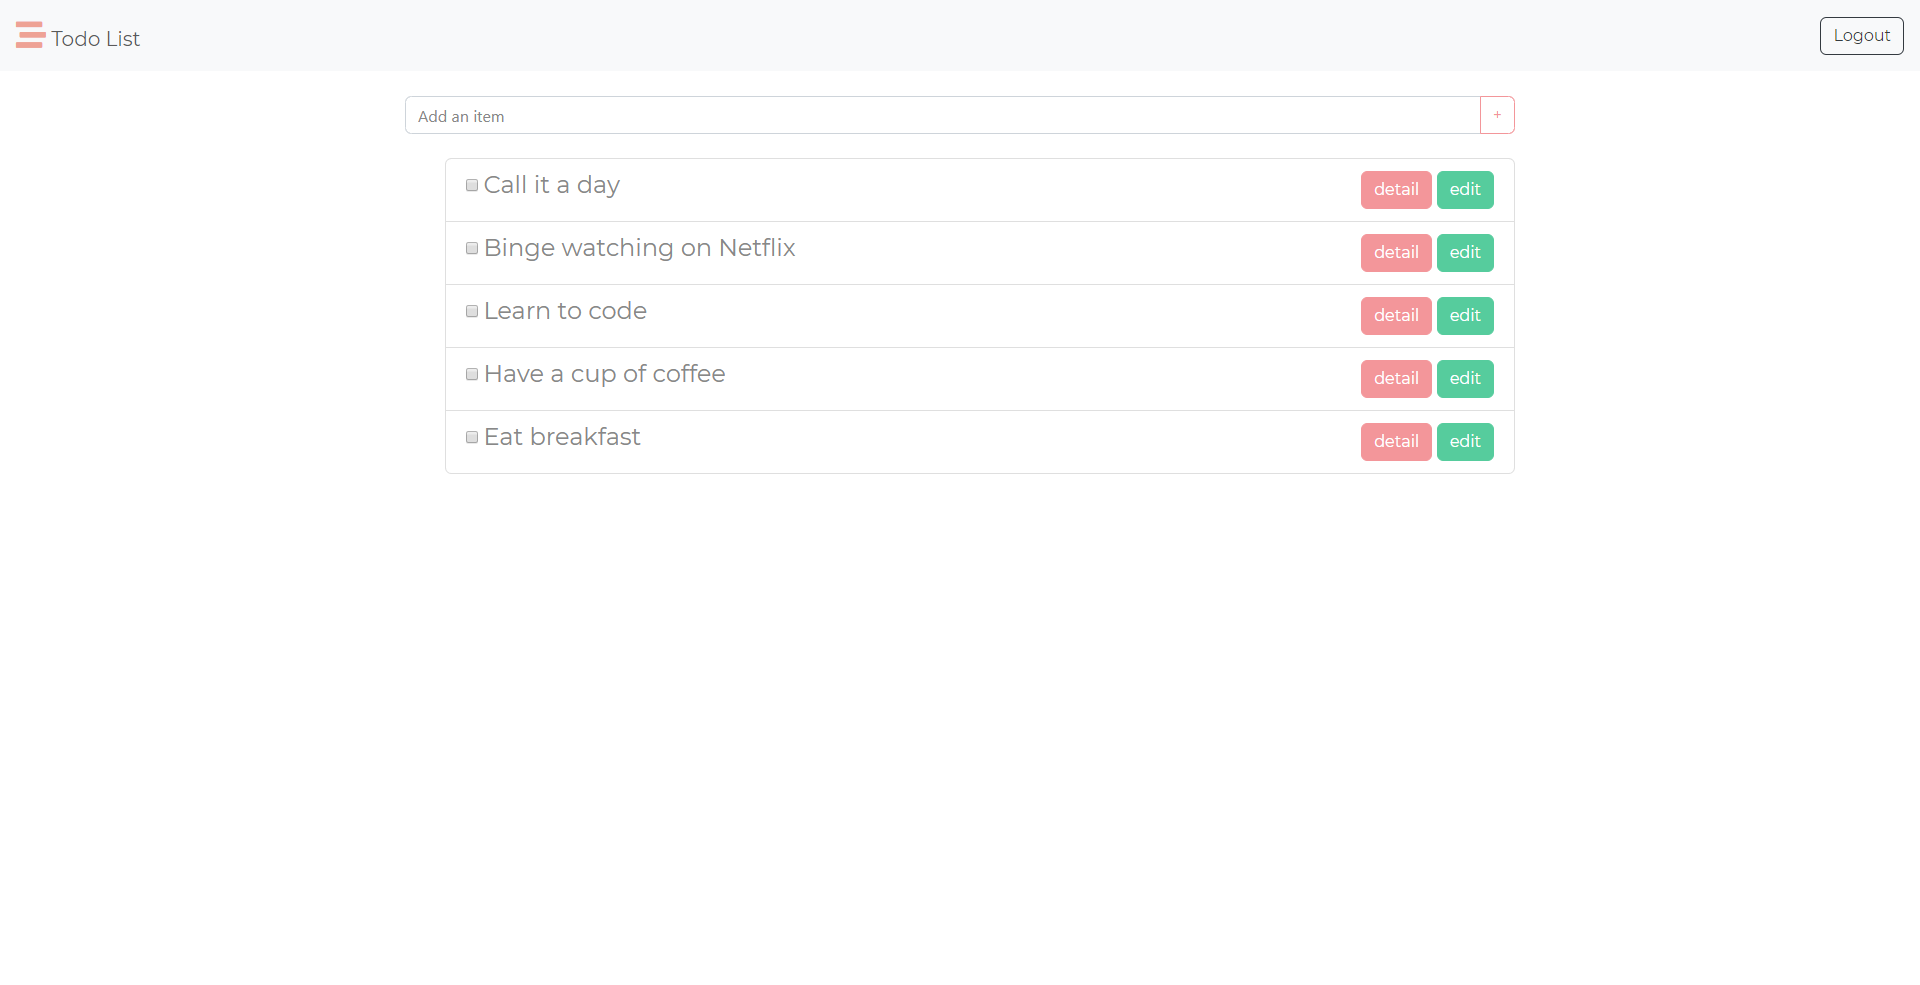 Todo List
Logout
Add an item +
Call it a day detail edit
Binge watching on Netflix detail edit
Learn to code detail edit
Have a cup of coffee detail edit
Eat breakfast detail edit